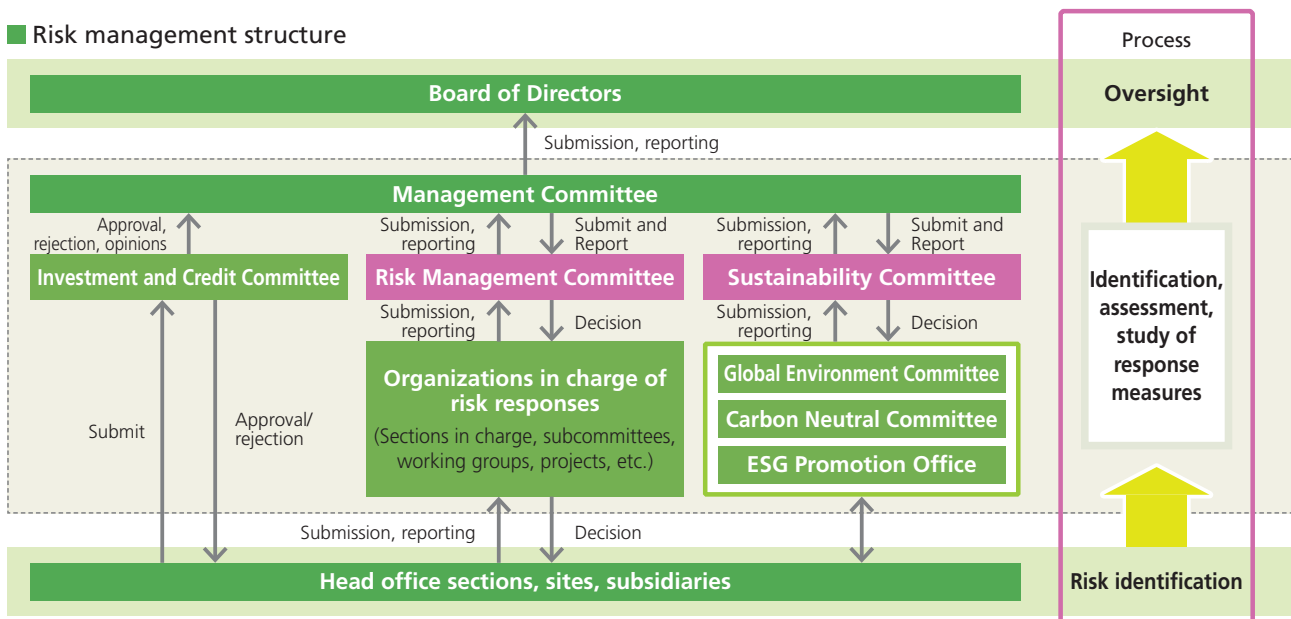 Risk management structure
Process
Board of Directors
Oversight
Submission, reporting
Management Committee
Approval,
rejection, opinions
Submission,
reporting
Submit and
Report
Submission,
reporting
Submit and
Report
Investment and Credit Committee
Risk Management Committee
Sustainability Committee
Identification,
assessment,
study of
response
measures
Submission,
reporting
Decision
Submission,
reporting
Decision
Organizations in charge of
risk responses
(Sections in charge, subcommittees,
working groups, projects, etc.)
Global Environment Committee
Carbon Neutral Committee
ESG Promotion Office
Submit
Approval/
rejection
Submission, reporting
Decision
Head office sections, sites, subsidiaries
Risk identification